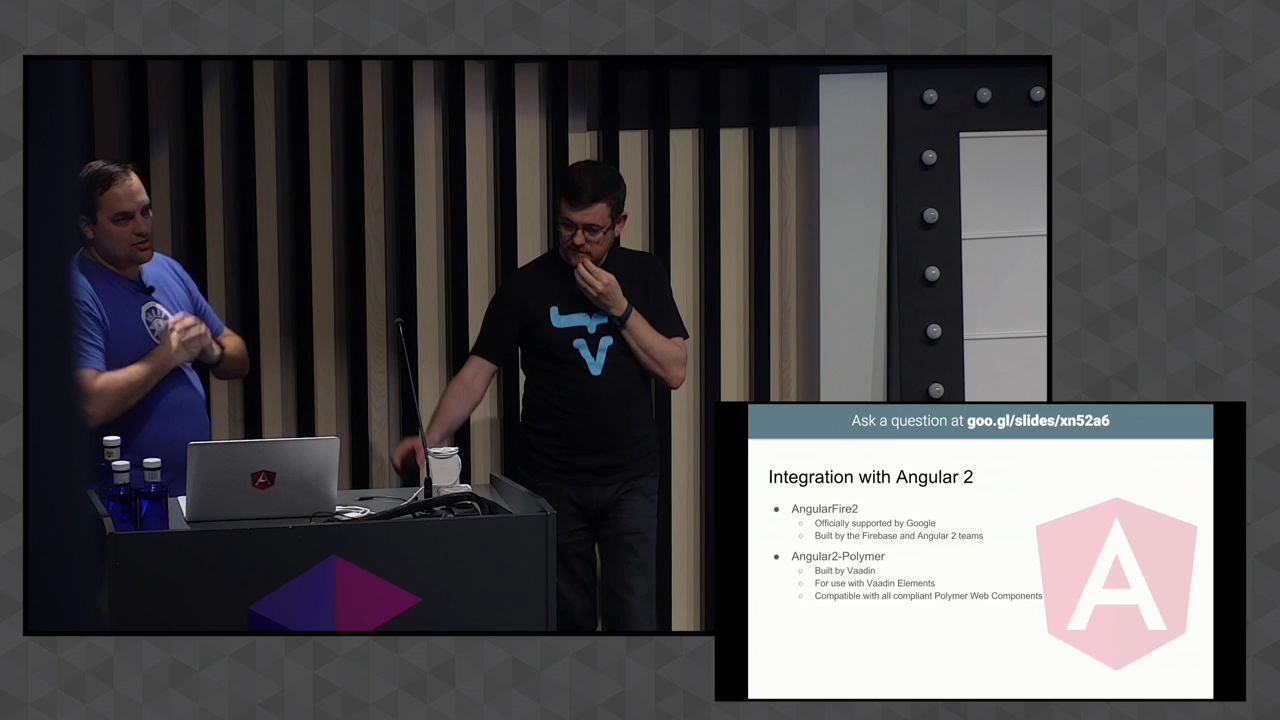 Ask a question at goo.gl/slides/xn52a6
Integration with Angular 2
AngularFire2
Officially supported by Google
Built by the Firebase and Angular 2 teams
Angular2-Polymer
Built by Vaadin
For use with Vaadin Elements
Compatible with all compliant Polymer Web Components
A